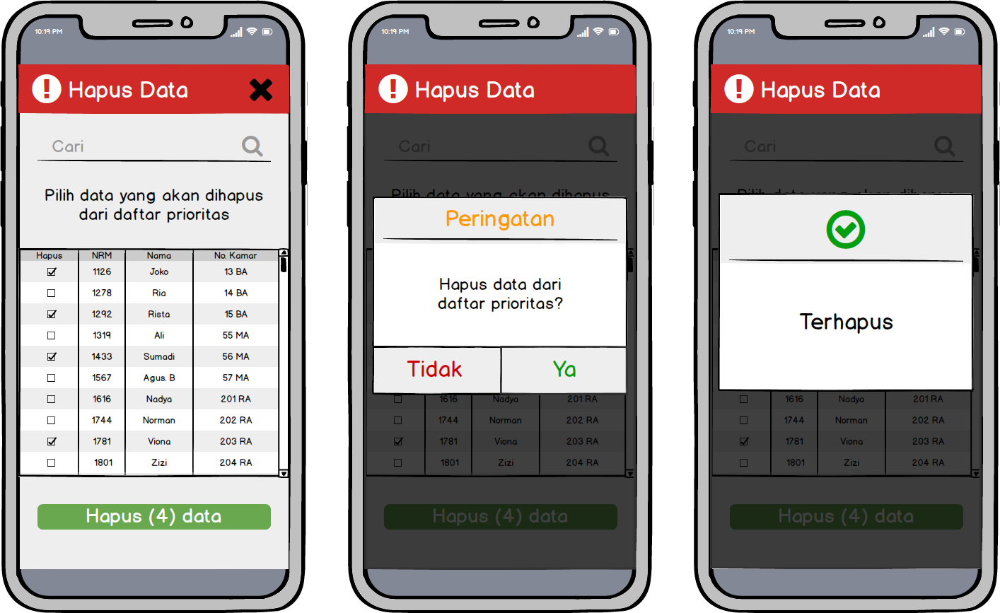 10:19 PM
! Hapus Data
Cari
Pilih data yang akan dihapus
dari daftar prioritas
Hapus NRM Nama No. Kamar
1126 Joko 13 BA
1278 Ria 14 BA
1292 Rista 15 BA
1319 Ali 55 MA
1433 Sumadi 56 MA
1567 Agus. B 57 MA
1616 Nadya 201 RA
1744 Norman 202 RA
1781 Viona 203 RA
1801 Zizi 204 RA
Hapus (4) data
10:19 PM
! Hapus Data
Cari
Pilih data yang akan dihapus
Peringatan
Hapus data dari
daftar prioritas?
Tidak Ya
1616 Nadya 201 RA
1744 Norman 202 RA
1781 Viona 203 RA
1801 Zizi 204 RA
Hapus (4) data
10:19 PM
! Hapus Data
Cari
Terhapus
1616 Nadya 201 RA
1744 Norman 202 RA
1781 Viona 203 RA
1801 Zizi 204 RA
Hapus (4) data